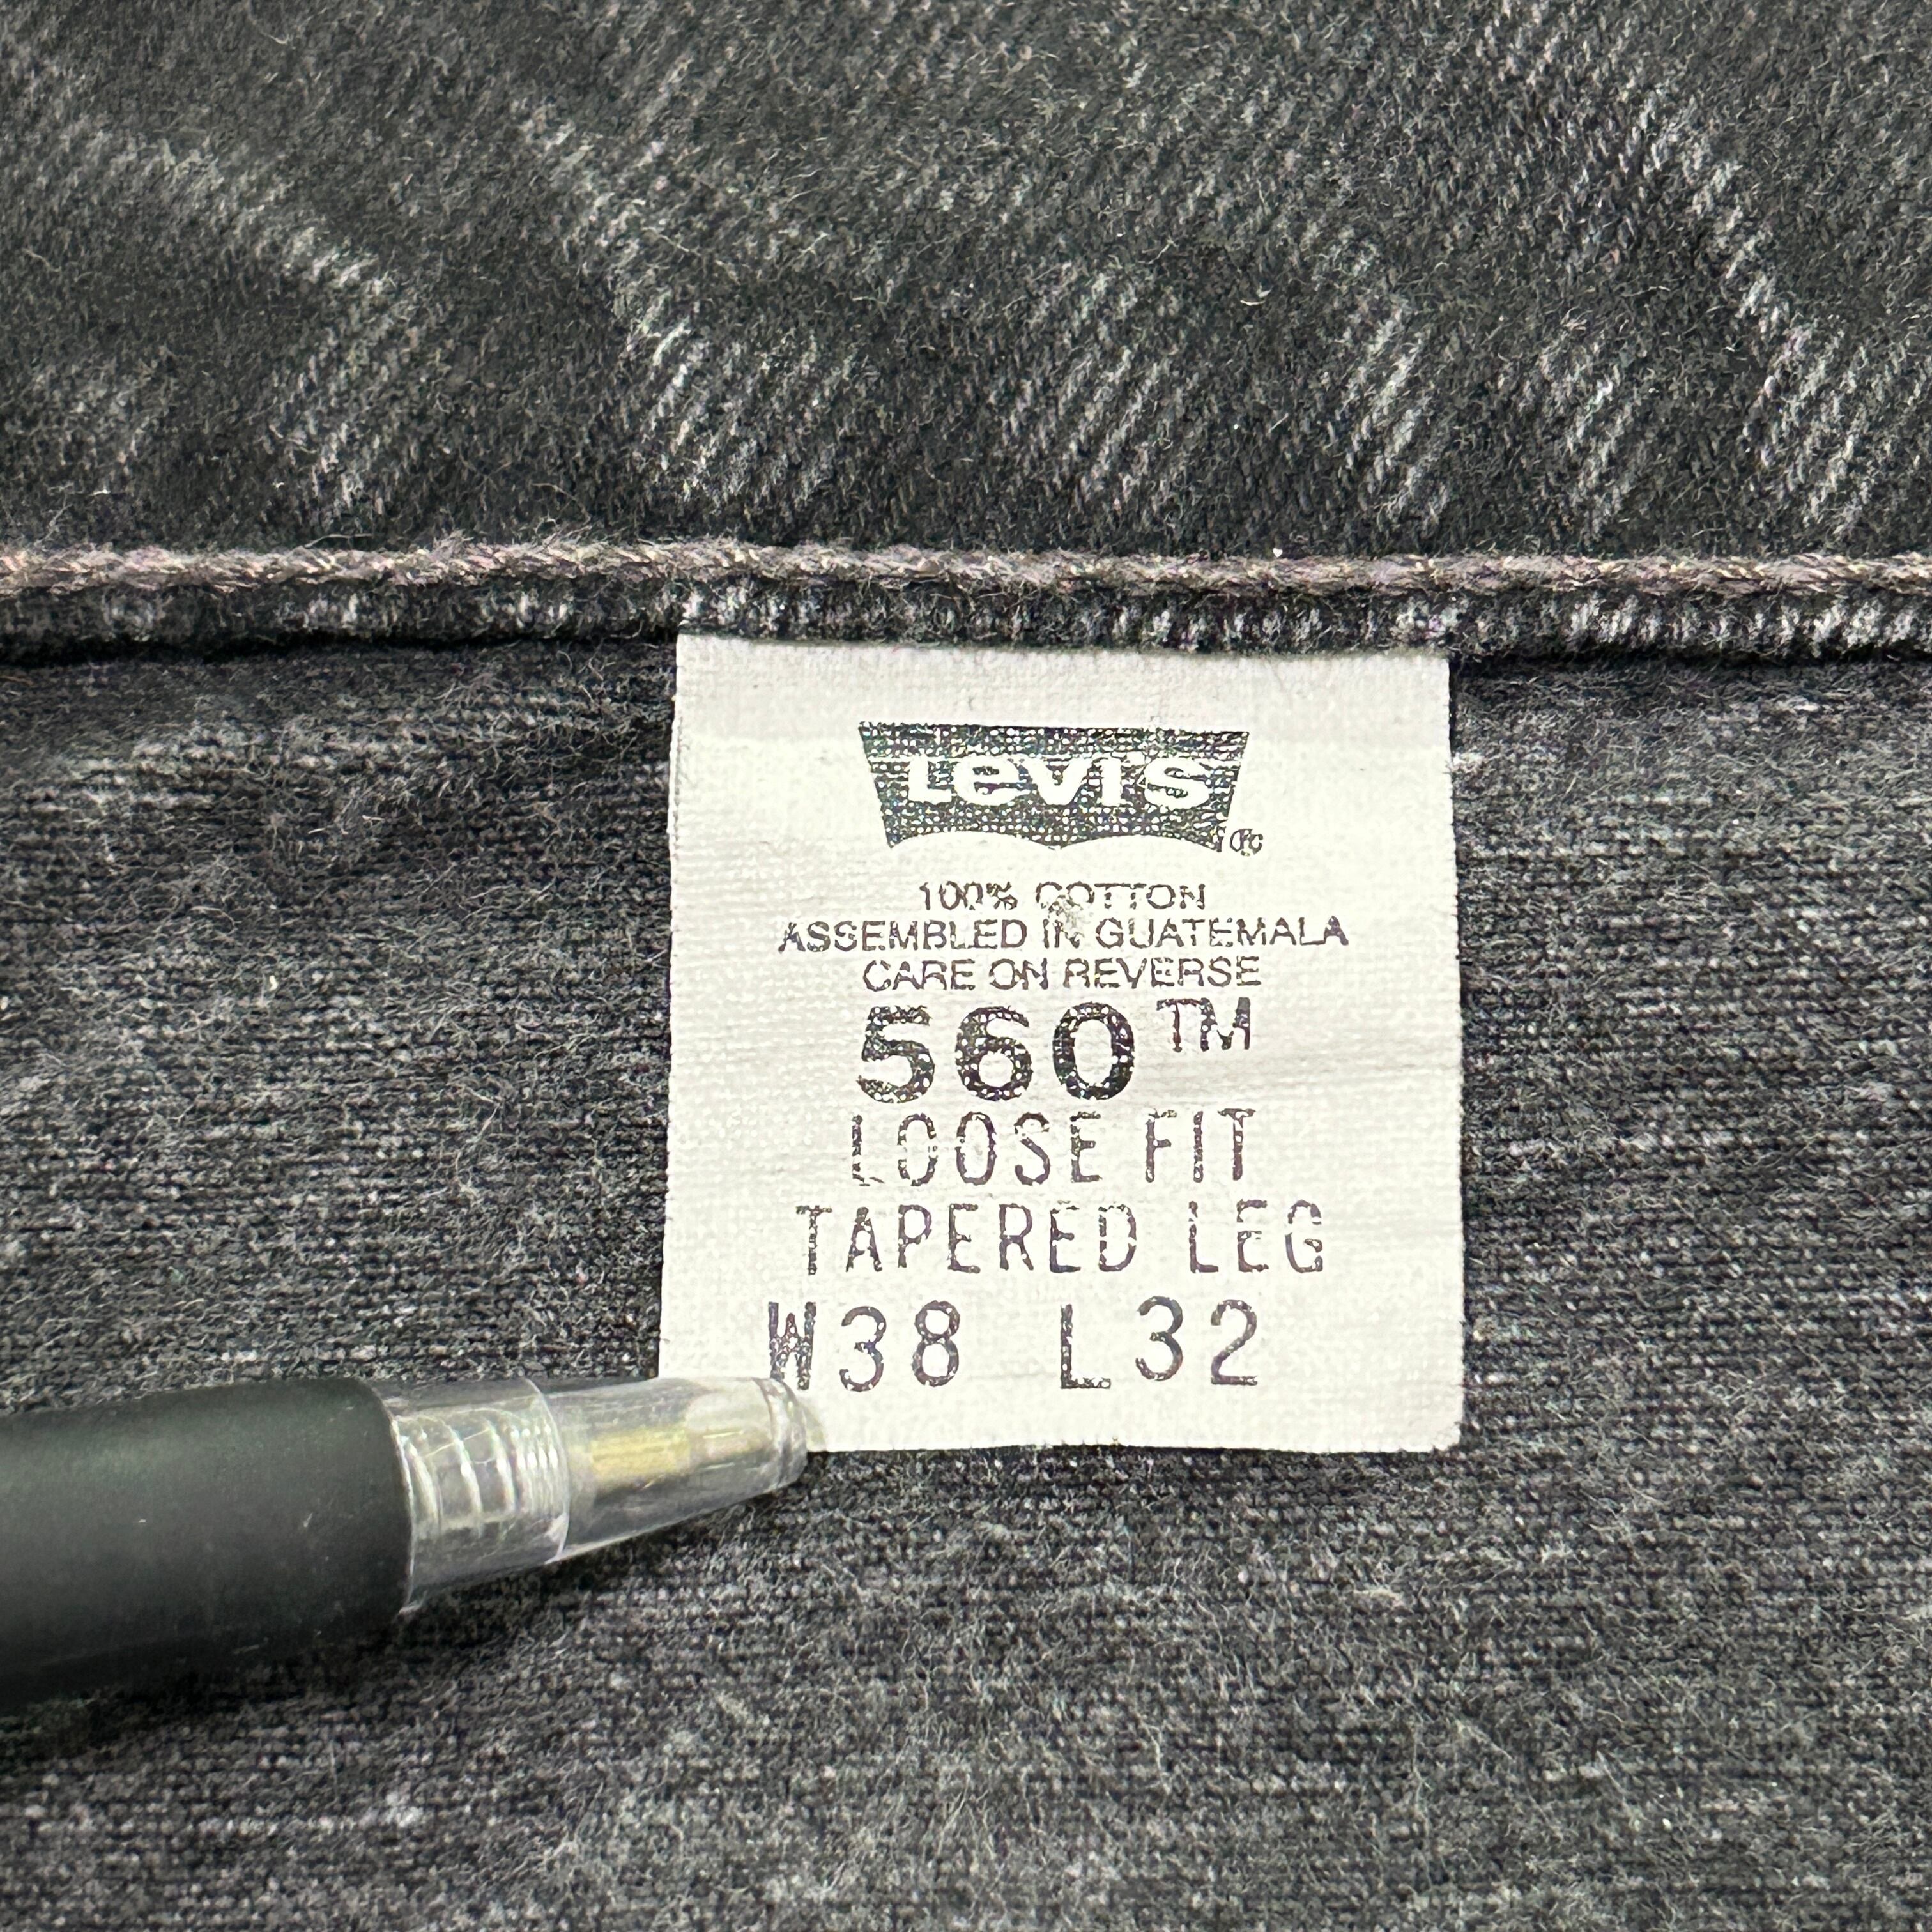 Levi's ®c
100% COTTON
ASSEMBLED IN GUATEMALA
CARE ON REVERSE
560™
LOOSE FIT
TAPERED LEG
W38 L32